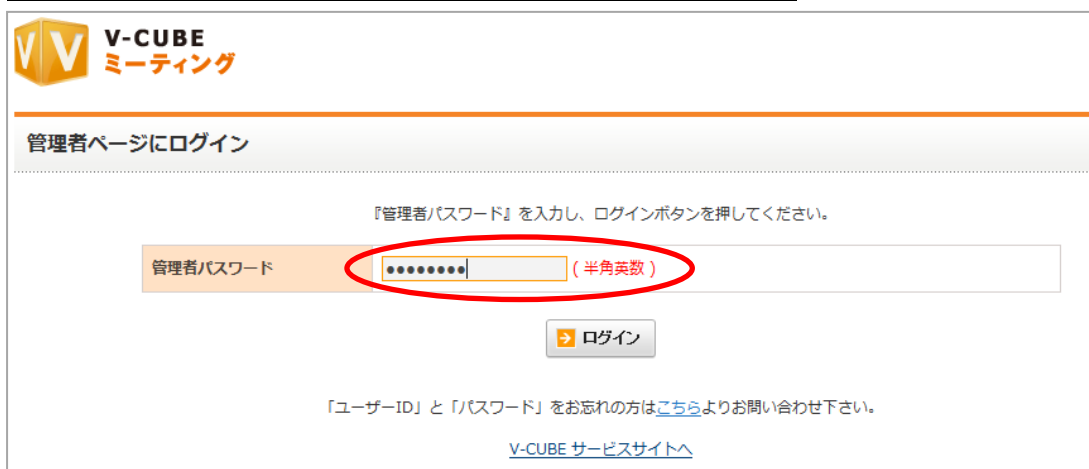 V-CUBE
ミーティング
管理者ページにログイン
『管理者パスワード』を入力し、ログインボタンを押してください。
管理者パスワード ●●●●●●●● ( 半角英数 )
ログイン
「ユーザーID」と「パスワード」をお忘れの方はこちらよりお問い合わせ下さい。
V-CUBE サービスサイトへ